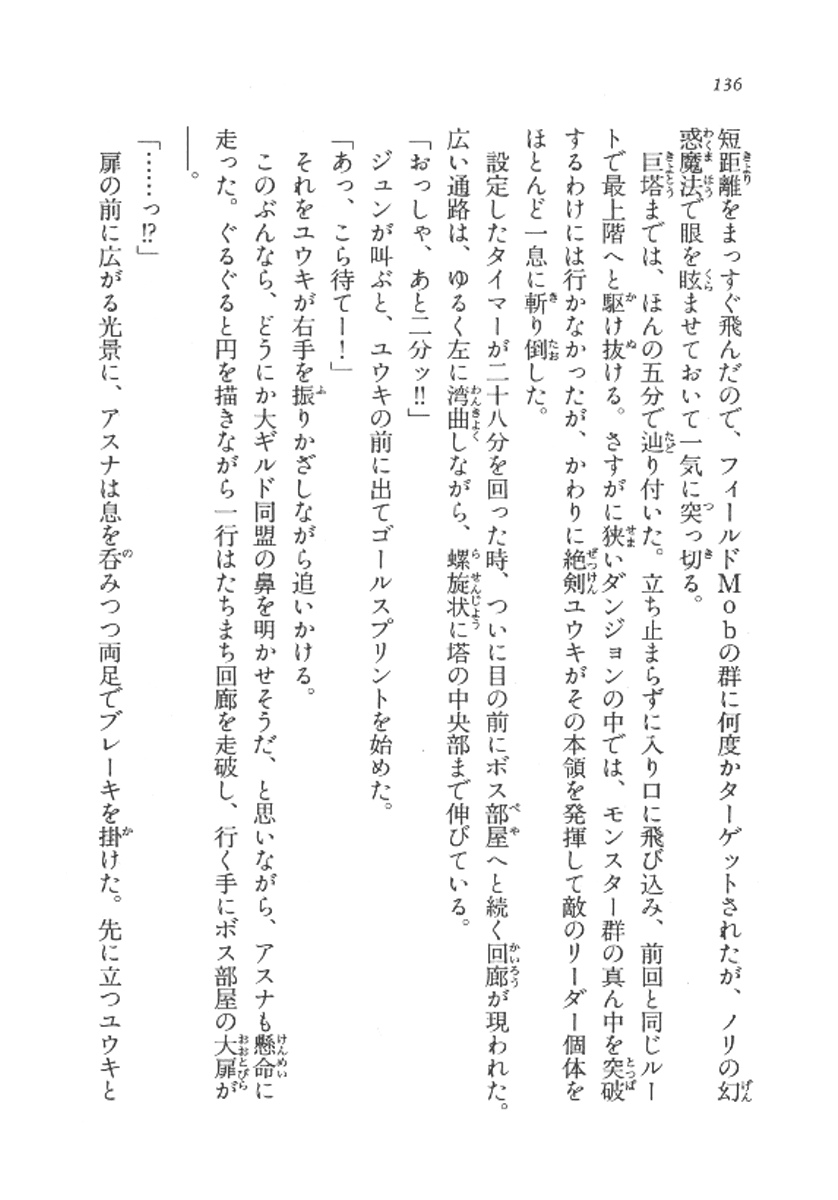 136
短距離をまっすぐ飛んだので、フィールドMobの群に何度かターゲットされたが、ノリの幻
惑魔法で眼を眩ませておいて一気に突っ切る。
巨塔までは、ほんの五分で辿り付いた。立ち止まらずに入り口に飛び込み、前回と同じルー
トで最上階へと駆け抜ける。さすがに狭いダンジョンの中では、モンスター群の真ん中を突破
するわけには行かなかったが、かわりに絶剣ユウキがその本領を発揮して敵のリーダー個体を
ほとんど一息に斬り倒した。
設定したタイマーが二十八分を回った時、ついに目の前にボス部屋へと続く回廊が現われた。
広い通路は、ゆるく左に湾曲しながら、螺旋状に塔の中央部まで伸びている。
「おっしゃ、あと二分ッ!!」
ジュンが叫ぶと、ユウキの前に出てゴールスプリントを始めた。
「あっ、こら待てー！」
それをユウキが右手を振りかざしながら追いかける。
このぶんなら、どうにか大ギルド同盟の鼻を明かせそうだ、と思いながら、アスナも懸命に
走った。ぐるぐると円を描きながら一行はたちまち回廊を走破し、行く手にボス部屋の大扉が
――。
「……っ!?」
扉の前に広がる光景に、アスナは息を呑みつつ両足でブレーキを掛けた。先に立つユウキと